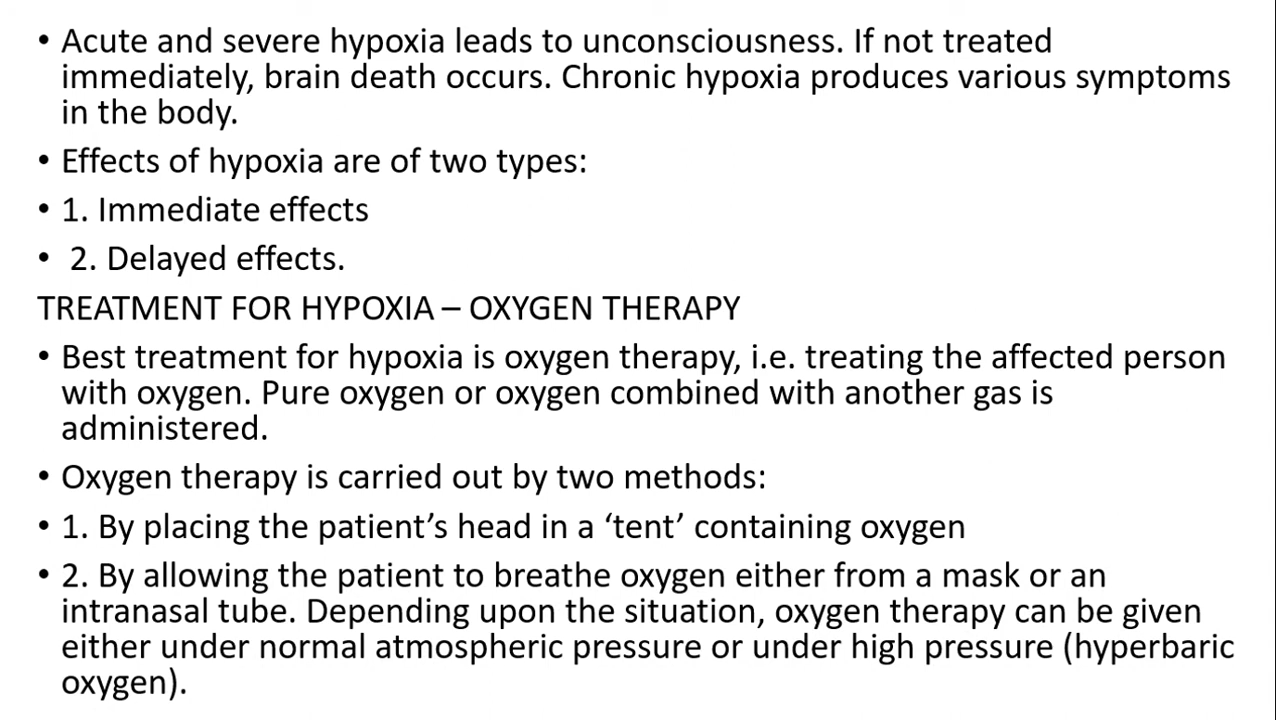 • Acute and severe hypoxia leads to unconsciousness. If not treated
immediately, brain death occurs. Chronic hypoxia produces various symptoms
in the body.
• Effects of hypoxia are of two types:
• 1. Immediate effects
• 2. Delayed effects.
TREATMENT FOR HYPOXIA – OXYGEN THERAPY
• Best treatment for hypoxia is oxygen therapy, i.e. treating the affected person
with oxygen. Pure oxygen or oxygen combined with another gas is
administered.
• Oxygen therapy is carried out by two methods:
• 1. By placing the patient’s head in a ‘tent’ containing oxygen
• 2. By allowing the patient to breathe oxygen either from a mask or an
intranasal tube. Depending upon the situation, oxygen therapy can be given
either under normal atmospheric pressure or under high pressure (hyperbaric
oxygen).